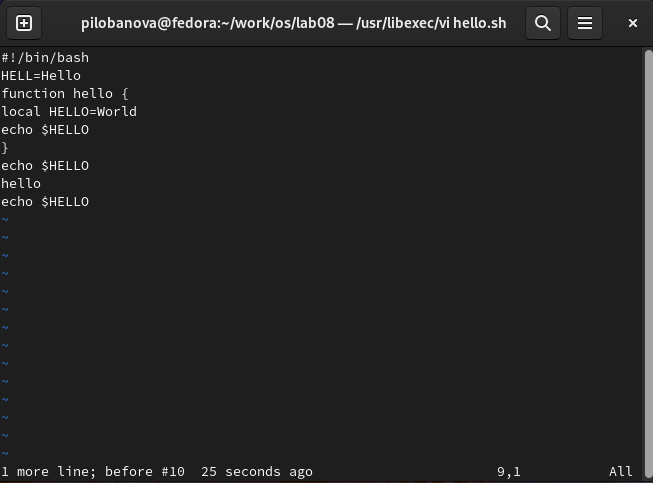 pilobanova@fedora:~/work/os/lab08 — /usr/libexec/vi hello.sh
#!/bin/bash
HELL=Hello
function hello {
local HELLO=World
echo $HELLO
}
echo $HELLO
hello
echo $HELLO
~
~
~
~
~
~
~
~
~
~
~
~
~
~
1 more line; before #10  25 seconds ago 9,1 All